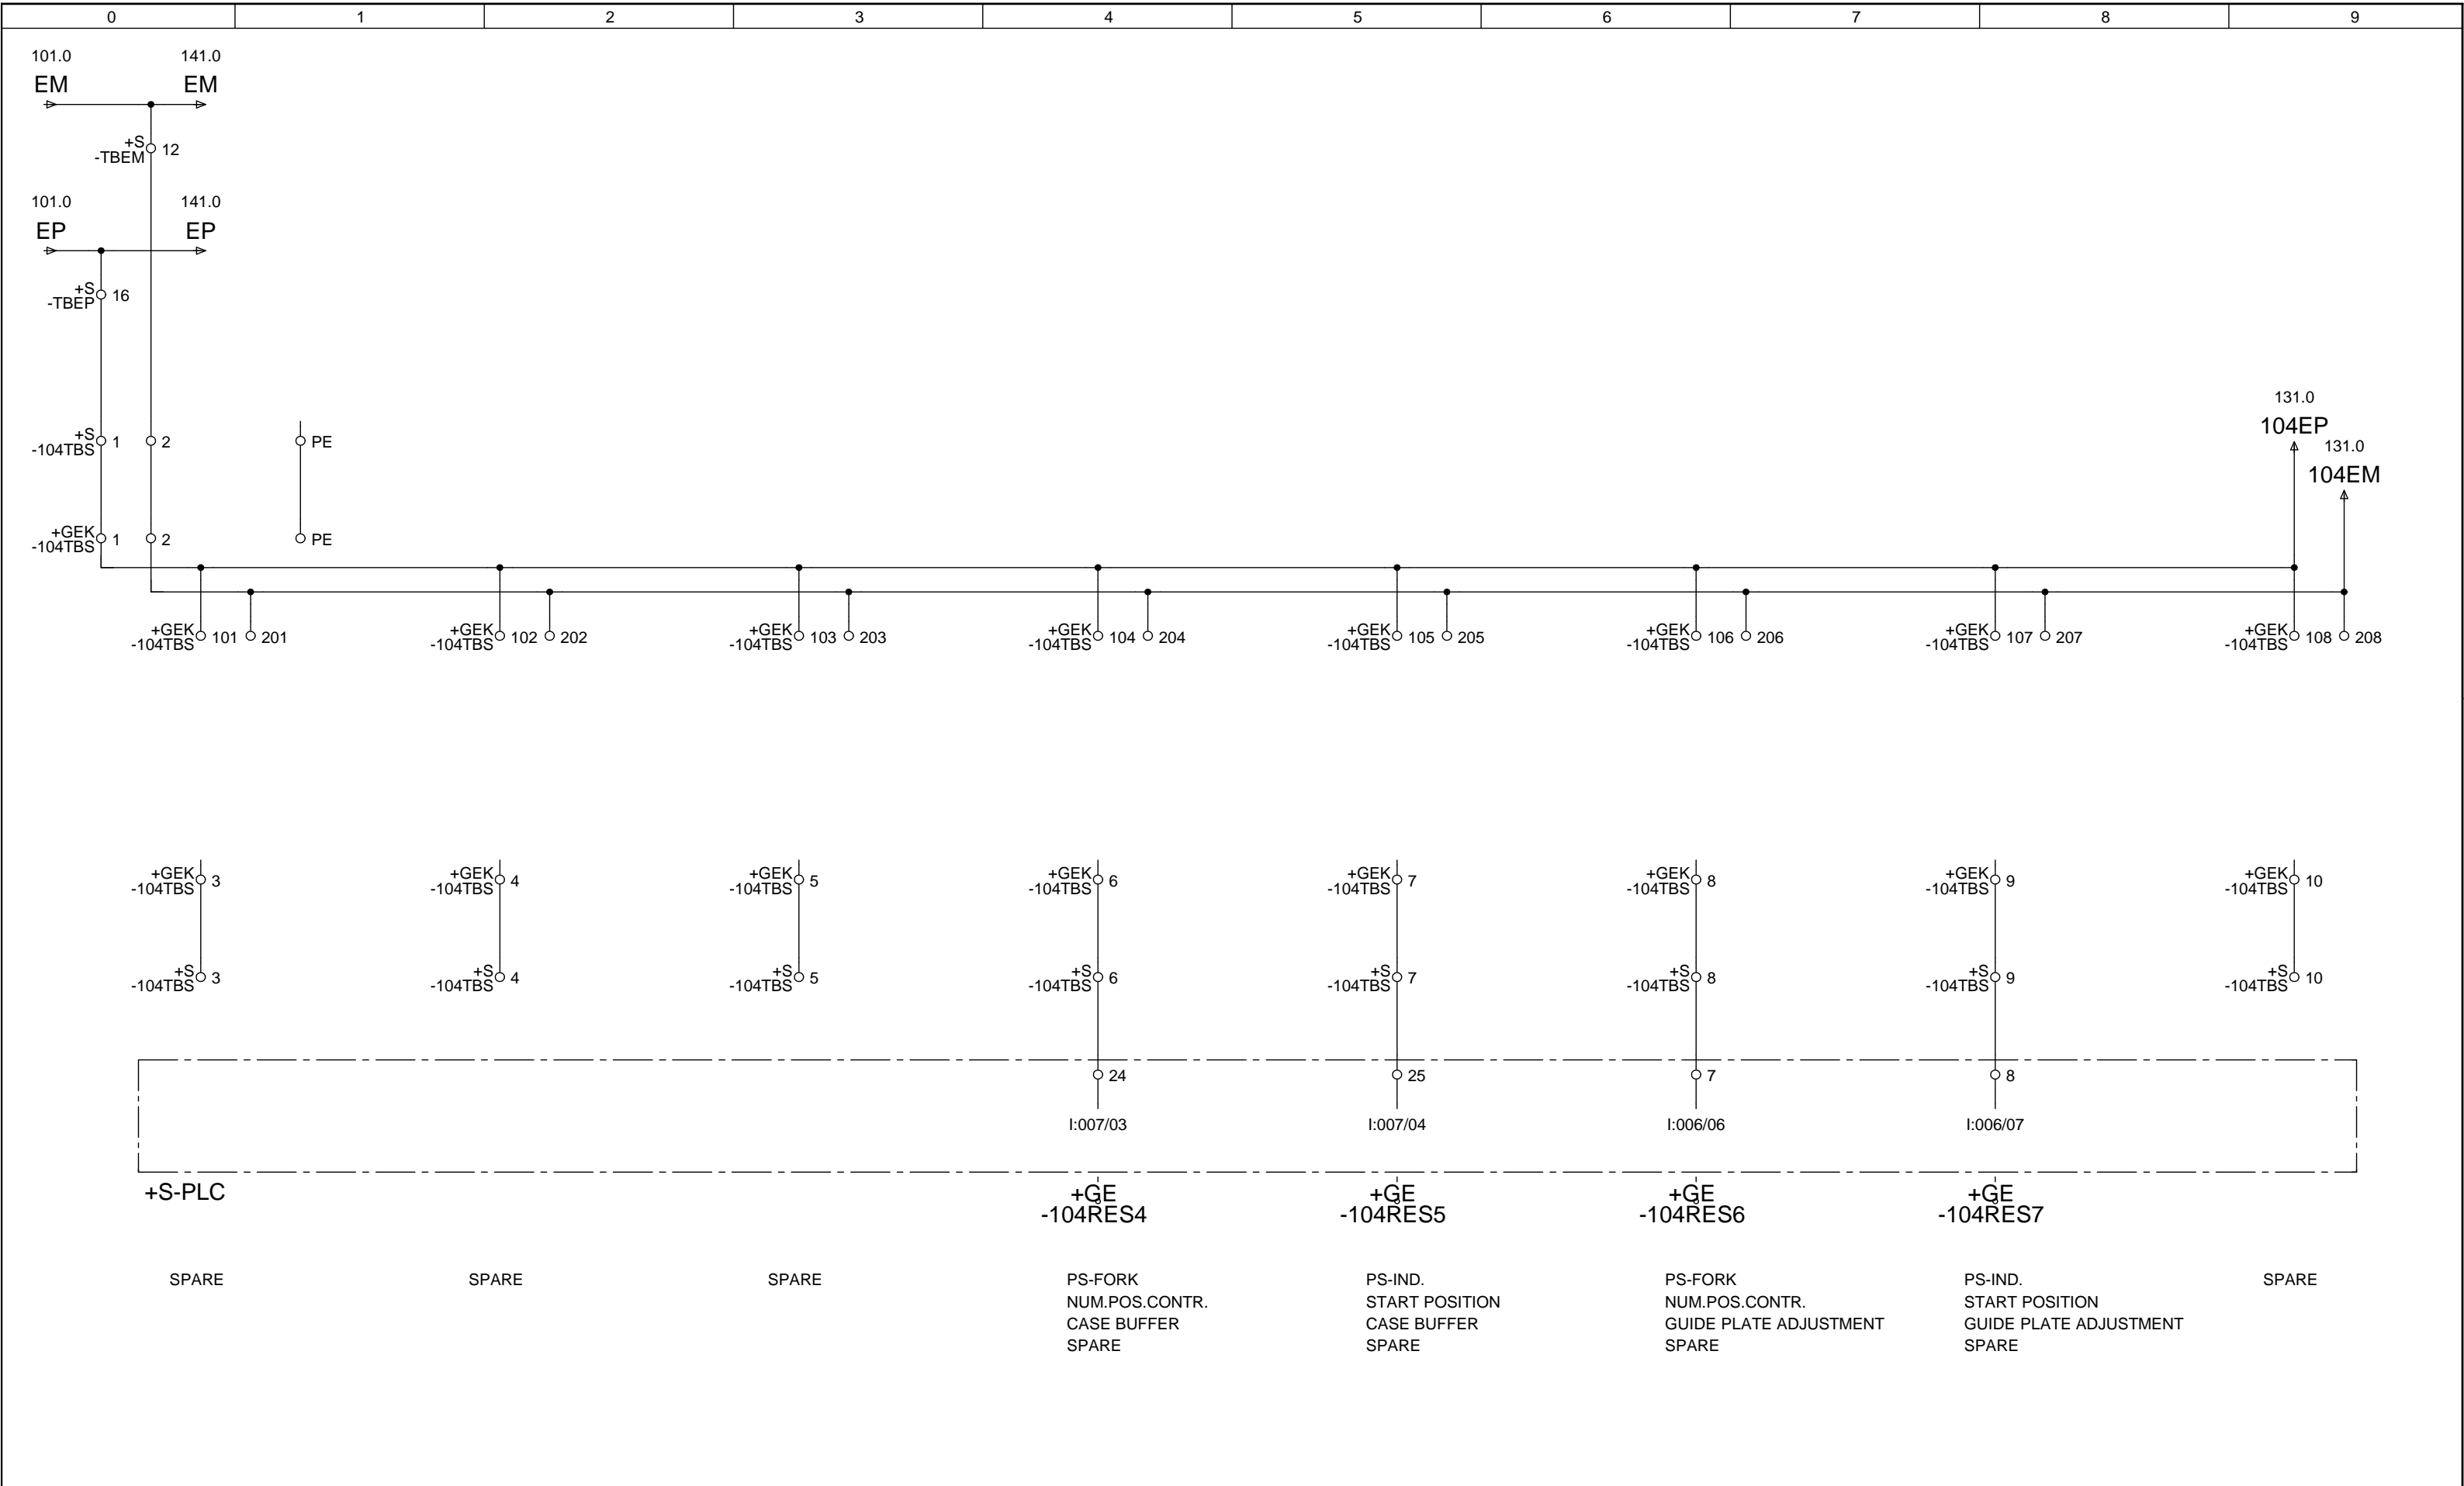 0 1 2 3 4 5 6 7 8 9
101.0 141.0
EM EM
+S
-TBEM 12
101.0 141.0
EP EP
+S
-TBEP 16
131.0
104EP
131.0
104EM
+S
-104TBS 1 2 PE
+GEK
-104TBS 1 2 PE
+GEK +GEK +GEK +GEK +GEK +GEK +GEK +GEK
-104TBS 101 201 -104TBS 102 202 -104TBS 103 203 -104TBS 104 204 -104TBS 105 205 -104TBS 106 206 -104TBS 107 207 -104TBS 108 208
+GEK +GEK +GEK +GEK +GEK +GEK +GEK +GEK
-104TBS 3 -104TBS 4 -104TBS 5 -104TBS 6 -104TBS 7 -104TBS 8 -104TBS 9 -104TBS 10
+S +S +S +S +S +S +S +S
-104TBS 3 -104TBS 4 -104TBS 5 -104TBS 6 -104TBS 7 -104TBS 8 -104TBS 9 -104TBS 10
24 25 7 8
I:007/03 I:007/04 I:006/06 I:006/07
+S-PLC +GE +GE +GE +GE
-104RES4 -104RES5 -104RES6 -104RES7
SPARE SPARE SPARE PS-FORK PS-IND. PS-FORK PS-IND. SPARE
NUM.POS.CONTR. START POSITION NUM.POS.CONTR. START POSITION
CASE BUFFER CASE BUFFER GUIDE PLATE ADJUSTMENT GUIDE PLATE ADJUSTMENT
SPARE SPARE SPARE SPARE